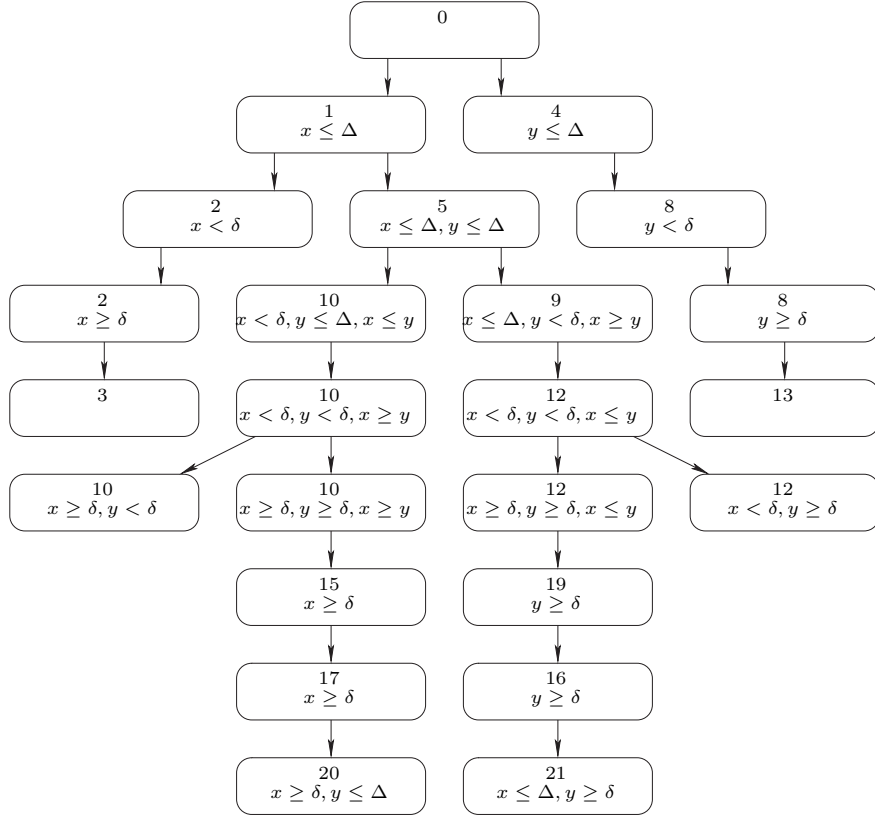 0
1
x ≤ Δ
4
y ≤ Δ
2
x < δ
5
x ≤ Δ, y ≤ Δ
8
y < δ
2
x ≥ δ
10
x < δ, y ≤ Δ, x ≤ y
9
x ≤ Δ, y < δ, x ≥ y
8
y ≥ δ
3
10
x < δ, y < δ, x ≥ y
12
x < δ, y < δ, x ≤ y
13
10
x ≥ δ, y < δ
10
x ≥ δ, y ≥ δ, x ≥ y
12
x ≥ δ, y ≥ δ, x ≤ y
12
x < δ, y ≥ δ
15
x ≥ δ
19
y ≥ δ
17
x ≥ δ
16
y ≥ δ
20
x ≥ δ, y ≤ Δ
21
x ≤ Δ, y ≥ δ